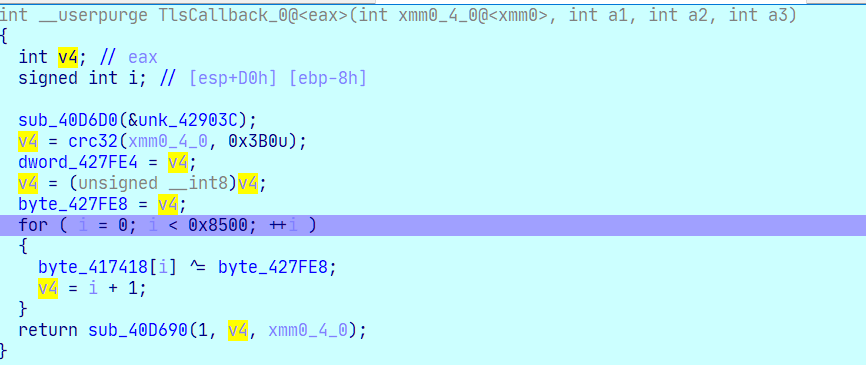 int __userpurge TlsCallback_0@<eax>(int xmm0_4_0@<xmm0>, int a1, int a2, int a3)
{
  int v4; // eax
  signed int i; // [esp+D0h] [ebp-8h]

  sub_40D6D0(&unk_42903C);
  v4 = crc32(xmm0_4_0, 0x3B0u);
  dword_427FE4 = v4;
  v4 = (unsigned __int8)v4;
  byte_427FE8 = v4;
  for ( i = 0; i < 0x8500; ++i )
  {
    byte_417418[i] ^= byte_427FE8;
    v4 = i + 1;
  }
  return sub_40D690(1, v4, xmm0_4_0);
}